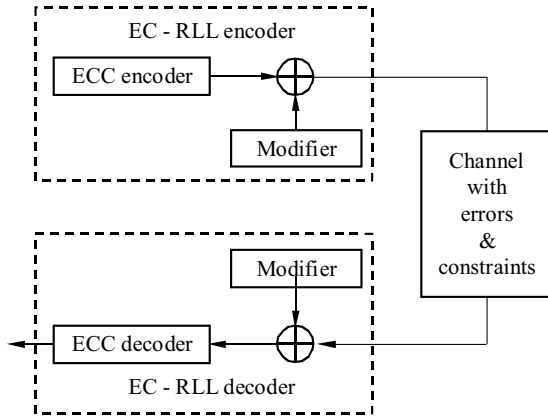 EC - RLL encoder
ECC encoder
Modifier
Channel
with
errors
&
constraints
Modifier
ECC decoder
EC - RLL decoder